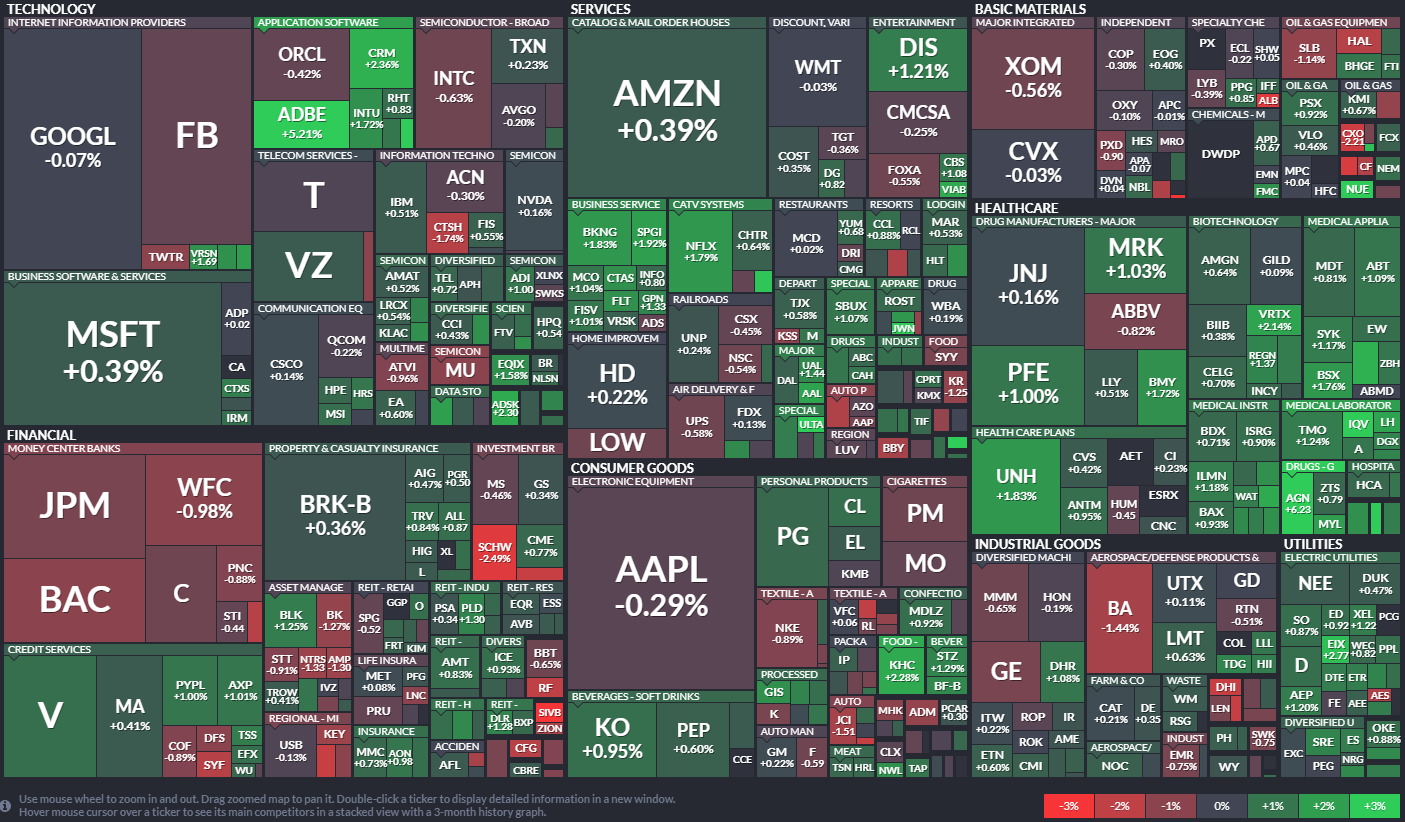 TECHNOLOGY
INTERNET INFORMATION PROVIDERS
GOOGL
-0.07%
FB
TWTR
VRSN
+1.69
APPLICATION SOFTWARE
ORCL
-0.42%
CRM
+2.36%
ADBE
+5.21%
INTU
+1.72%
RHT
+0.83
SEMICONDUCTOR - BROAD
INTC
-0.63%
TXN
+0.23%
AVGO
-0.20%
BUSINESS SOFTWARE & SERVICES
MSFT
+0.39%
ADP
+0.02
CA
CTXS
IRM
TELECOM SERVICES -
T
VZ
INFORMATION TECHNO
IBM
+0.51%
ACN
-0.30%
CTSH
-1.74%
FIS
+0.55%
SEMICON
NVDA
+0.16%
COMMUNICATION EQ
CSCO
+0.14%
QCOM
-0.22%
HPE
HRS
MSI
SEMICON
AMAT
+0.52%
LRCX
+0.54%
KLAC
DIVERSIFIED
TEL
+0.72
APH
SEMICON
ADI
+1.00
XLNX
SWKS
DIVERSIFIE
CCI
+0.43%
SCIEN
FTV
HPQ
+0.54
MULTIME
ATVI
-0.96%
EA
+0.60%
SEMICON
MU
DATA STO
EQIX
+1.58%
BR
NLSN
ADSK
+2.30
SERVICES
CATALOG & MAIL ORDER HOUSES
AMZN
+0.39%
DISCOUNT, VARI
WMT
-0.03%
COST
+0.35%
TGT
-0.36%
DG
+0.82
ENTERTAINMENT
DIS
+1.21%
CMCSA
-0.25%
FOXA
-0.55%
CBS
+1.08
VIAB
BUSINESS SERVICE
BKNG
+1.83%
SPGI
+1.92%
MCO
+1.04%
CTAS
INFO
+0.80
FISV
+1.01%
FLT
GPN
+1.33
VRSK
ADS
CATV SYSTEMS
NFLX
+1.79%
CHTR
+0.64%
RESTAURANTS
MCD
+0.02%
YUM
+0.68
DRI
CMG
RESORTS
CCL
+0.88%
RCL
LODGIN
MAR
+0.53%
HLT
RAILROADS
UNP
+0.24%
CSX
-0.45%
NSC
-0.54%
DEPART
TJX
+0.58%
KSS
M
SPECIAL
SBUX
+1.07%
APPARE
ROST
JWN
DRUG
WBA
+0.19%
HOME IMPROVEM
HD
+0.22%
LOW
MAJOR
DAL
UAL
+1.44
AAL
DRUGS
ABC
CAH
INDUST
FOOD
SYY
AIR DELIVERY & F
UPS
-0.58%
FDX
+0.13%
SPECIAL
ULTA
AUTO P
AZO
AAP
CPRT
KMX
KR
-1.25
REGION
LUV
TIF
BBY
BASIC MATERIALS
MAJOR INTEGRATED
XOM
-0.56%
CVX
-0.03%
INDEPENDENT
COP
-0.30%
EOG
+0.40%
OXY
-0.10%
APC
-0.01%
PXD
-0.90
HES
MRO
APA
-0.07
DVN
+0.04
NBL
SPECIALTY CHE
PX
ECL
-0.22
SHW
+0.05
LYB
-0.39%
PPG
+0.85
IFF
ALB
CHEMICALS - M
DWDP
APD
+0.67
EMN
FMC
OIL & GAS EQUIPMEN
SLB
-1.14%
HAL
BHGE
FTI
OIL & GA
PSX
+0.92%
VLO
+0.46%
MPC
+0.04
HFC
OIL & GAS
KMI
+0.67%
CXO
-2.21
FCX
CF
NEM
NUE
HEALTHCARE
DRUG MANUFACTURERS - MAJOR
JNJ
+0.16%
MRK
+1.03%
ABBV
-0.82%
PFE
+1.00%
LLY
+0.51%
BMY
+1.72%
BIOTECHNOLOGY
AMGN
+0.64%
GILD
+0.09%
BIIB
+0.38%
VRTX
+2.14%
CELG
+0.70%
REGN
+1.37
INCY
MEDICAL APPLIA
MDT
+0.81%
ABT
+1.09%
SYK
+1.17%
EW
BSX
+1.76%
ZBH
ABMD
HEALTH CARE PLANS
UNH
+1.83%
CVS
+0.42%
AET
CI
+0.23%
ANTM
+0.95%
HUM
-0.45
ESRX
CNC
MEDICAL INSTR
BDX
+0.71%
ISRG
+0.90%
ILMN
+1.18%
WAT
BAX
+0.93%
MEDICAL LABORATOR
TMO
+1.24%
IQV
LH
DGX
A
DRUGS - G
AGN
+6.23
ZTS
+0.79
MYL
HOSPITA
HCA
FINANCIAL
MONEY CENTER BANKS
JPM
WFC
-0.98%
BAC
C
PNC
-0.88%
STI
-0.44
PROPERTY & CASUALTY INSURANCE
BRK-B
+0.36%
AIG
+0.47%
PGR
+0.50
TRV
+0.84%
ALL
+0.87
HIG
XL
L
INVESTMENT BR
MS
-0.46%
GS
+0.34%
SCHW
-2.49%
CME
+0.77%
CREDIT SERVICES
V
MA
+0.41%
PYPL
+1.00%
AXP
+1.01%
COF
-0.89%
DFS
SYF
TSS
EFX
WU
ASSET MANAGE
BLK
+1.25%
BK
-1.27%
STT
-0.91%
NTRS
-1.33
AMP
-1.30
TROW
+0.41%
IVZ
REIT - RETAI
SPG
-0.52
GGP
O
FRT
KIM
REIT - INDU
PSA
+0.34
PLD
+1.30
REIT - RES
EQR
ESS
AVB
LIFE INSURA
MET
+0.08%
PFG
LNC
PRU
REIT -
AMT
+0.83%
DIVERS
ICE
+0.93%
BBT
-0.65%
RF
REGIONAL - MI
USB
-0.13%
KEY
INSURANCE
MMC
+0.73%
AON
+0.98
REIT - H
REIT -
DLR
+1.28
BXP
SIVB
ZION
ACCIDEN
AFL
CFG
CBRE
CONSUMER GOODS
ELECTRONIC EQUIPMENT
AAPL
-0.29%
PERSONAL PRODUCTS
PG
CL
EL
KMB
CIGARETTES
PM
MO
BEVERAGES - SOFT DRINKS
KO
+0.95%
PEP
+0.60%
CCE
TEXTILE - A
NKE
-0.89%
TEXTILE - A
VFC
+0.06
RL
CONFECTIO
MDLZ
+0.92%
PACKA
IP
FOOD -
KHC
+2.28%
BEVER
STZ
+1.29%
BF-B
PROCESSED
GIS
K
AUTO
JCI
-1.51
MHK
ADM
PCAR
+0.30
AUTO MAN
GM
+0.22%
F
-0.59
MEAT
TSN
HRL
CLX
NWL
TAP
INDUSTRIAL GOODS
DIVERSIFIED MACHI
MMM
-0.65%
HON
-0.19%
GE
DHR
+1.08%
ITW
+0.22%
ROP
IR
ETN
+0.60%
ROK
AME
CMI
AEROSPACE/DEFENSE PRODUCTS &
BA
-1.44%
UTX
+0.11%
GD
LMT
+0.63%
RTN
-0.51%
COL
LLL
TDG
HII
FARM & CO
CAT
+0.21%
DE
+0.35
WASTE
WM
RSG
DHI
LEN
AEROSPACE/
NOC
INDUST
EMR
-0.75%
PH
SWK
-0.75
WY
UTILITIES
ELECTRIC UTILITIES
NEE
DUK
+0.47%
SO
+0.87%
ED
+0.92
XEL
+1.22
PCG
D
EIX
+2.77
WEC
+0.82
PPL
DTE
ETR
AEP
+1.20%
FE
AEE
AES
DIVERSIFIED U
EXC
SRE
ES
OKE
+0.88%
PEG
NRG
Use mouse wheel to zoom in and out. Drag zoomed map to pan it. Double-click a ticker to display detailed information in a new window.
Hover mouse cursor over a ticker to see its main competitors in a stacked view with a 3-month history graph.
-3%
-2%
-1%
0%
+1%
+2%
+3%